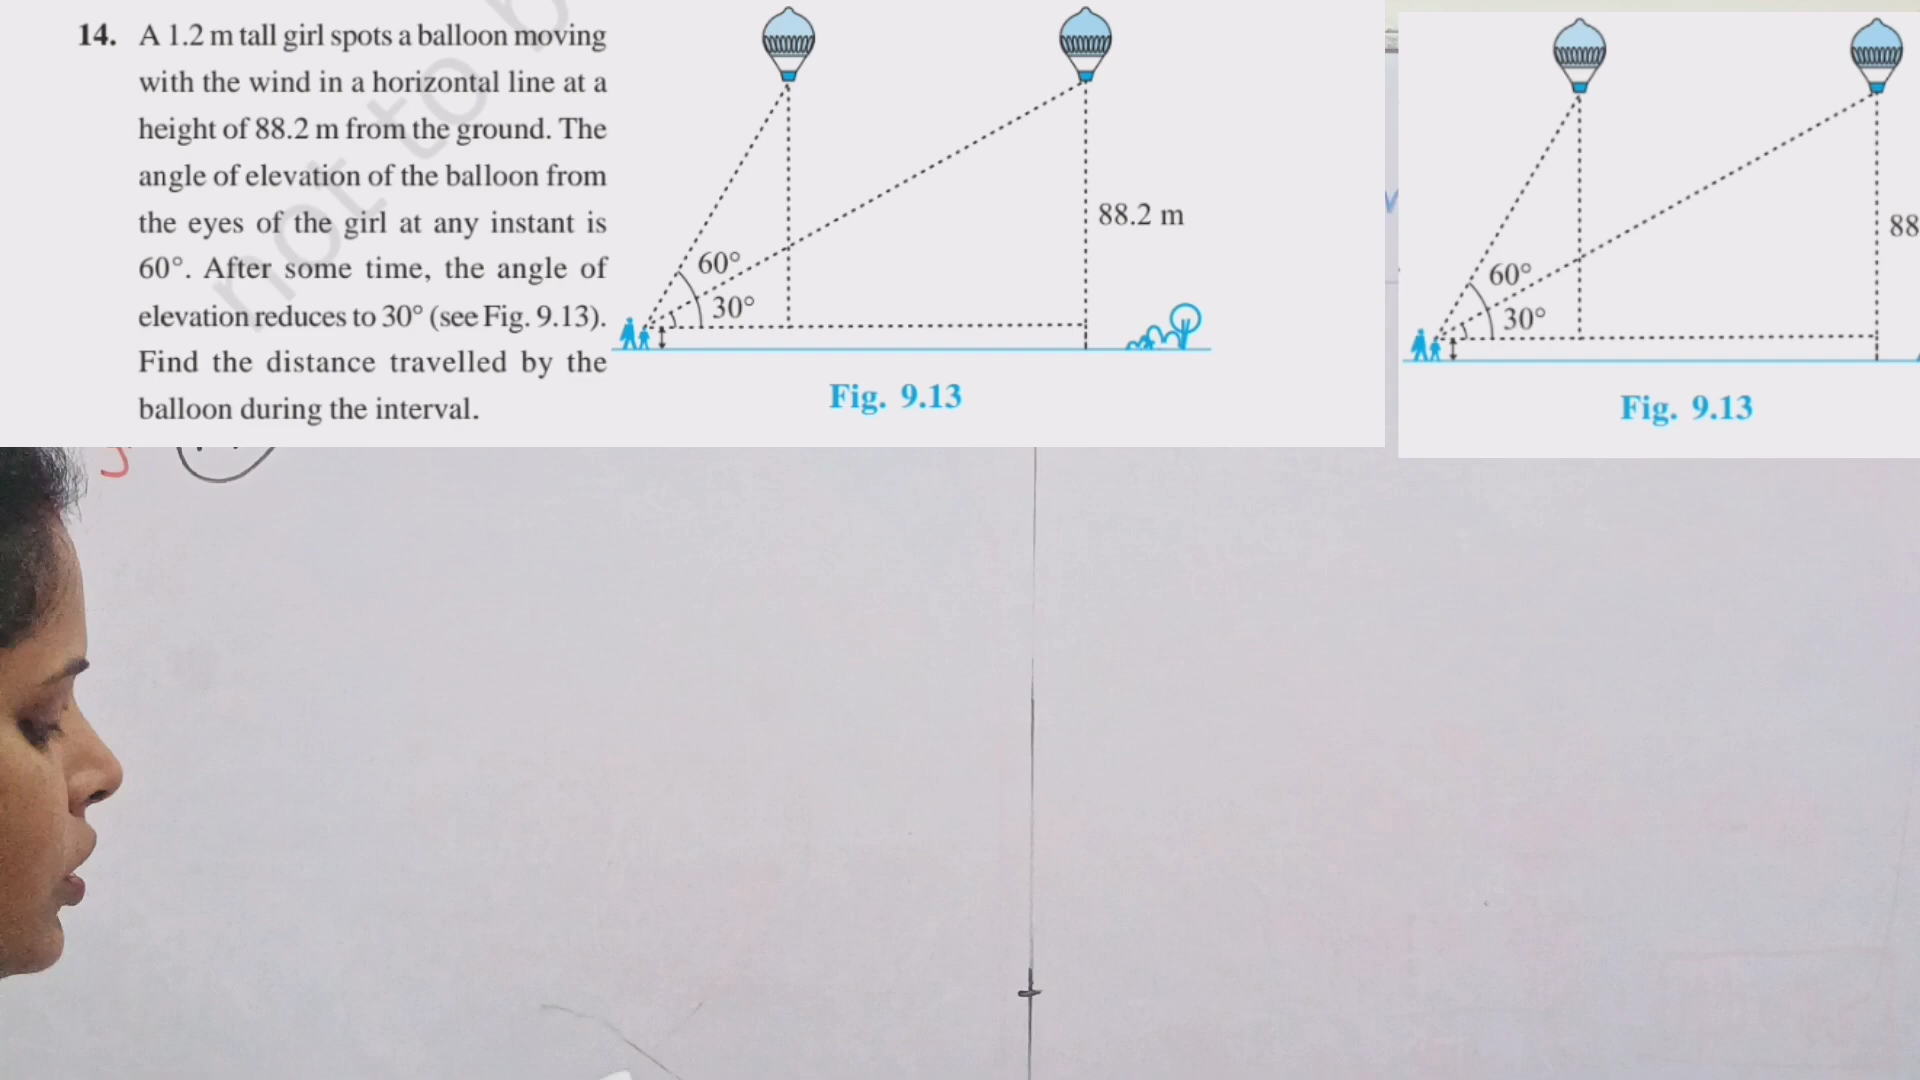 14. A 1.2 m tall girl spots a balloon moving
with the wind in a horizontal line at a
height of 88.2 m from the ground. The
angle of elevation of the balloon from
the eyes of the girl at any instant is
60°. After some time, the angle of
elevation reduces to 30° (see Fig. 9.13).
Find the distance travelled by the
balloon during the interval.
not to b
88.2 m
60°
30°
Fig. 9.13
88
60°
30°
Fig. 9.13